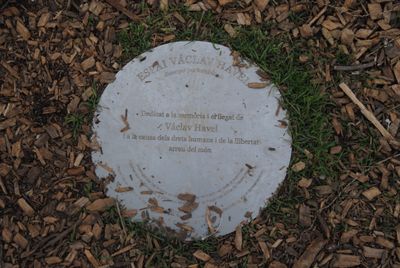 ESPAI VÁCLAV HAVEL
Dedicat a la memòria i el llegat de
Václav Havel
i a la causa dels drets humans i de la llibertat
arreu del món